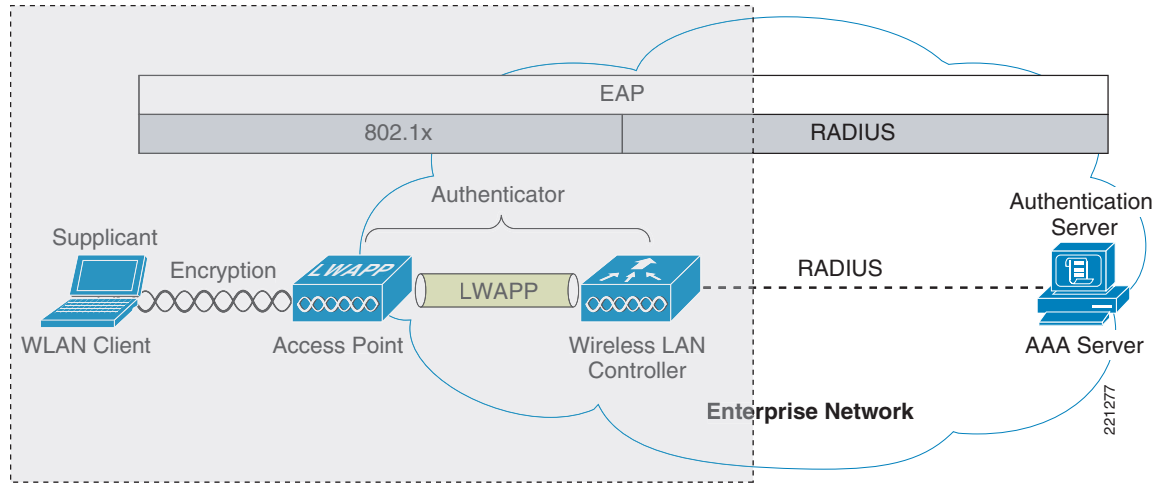 EAP
802.1x
RADIUS
Authenticator
Authentication
Server
Supplicant
Encryption
LWAPP
LWAPP
RADIUS
WLAN Client
Access Point
Wireless LAN
Controller
AAA Server
Enterprise Network
221277